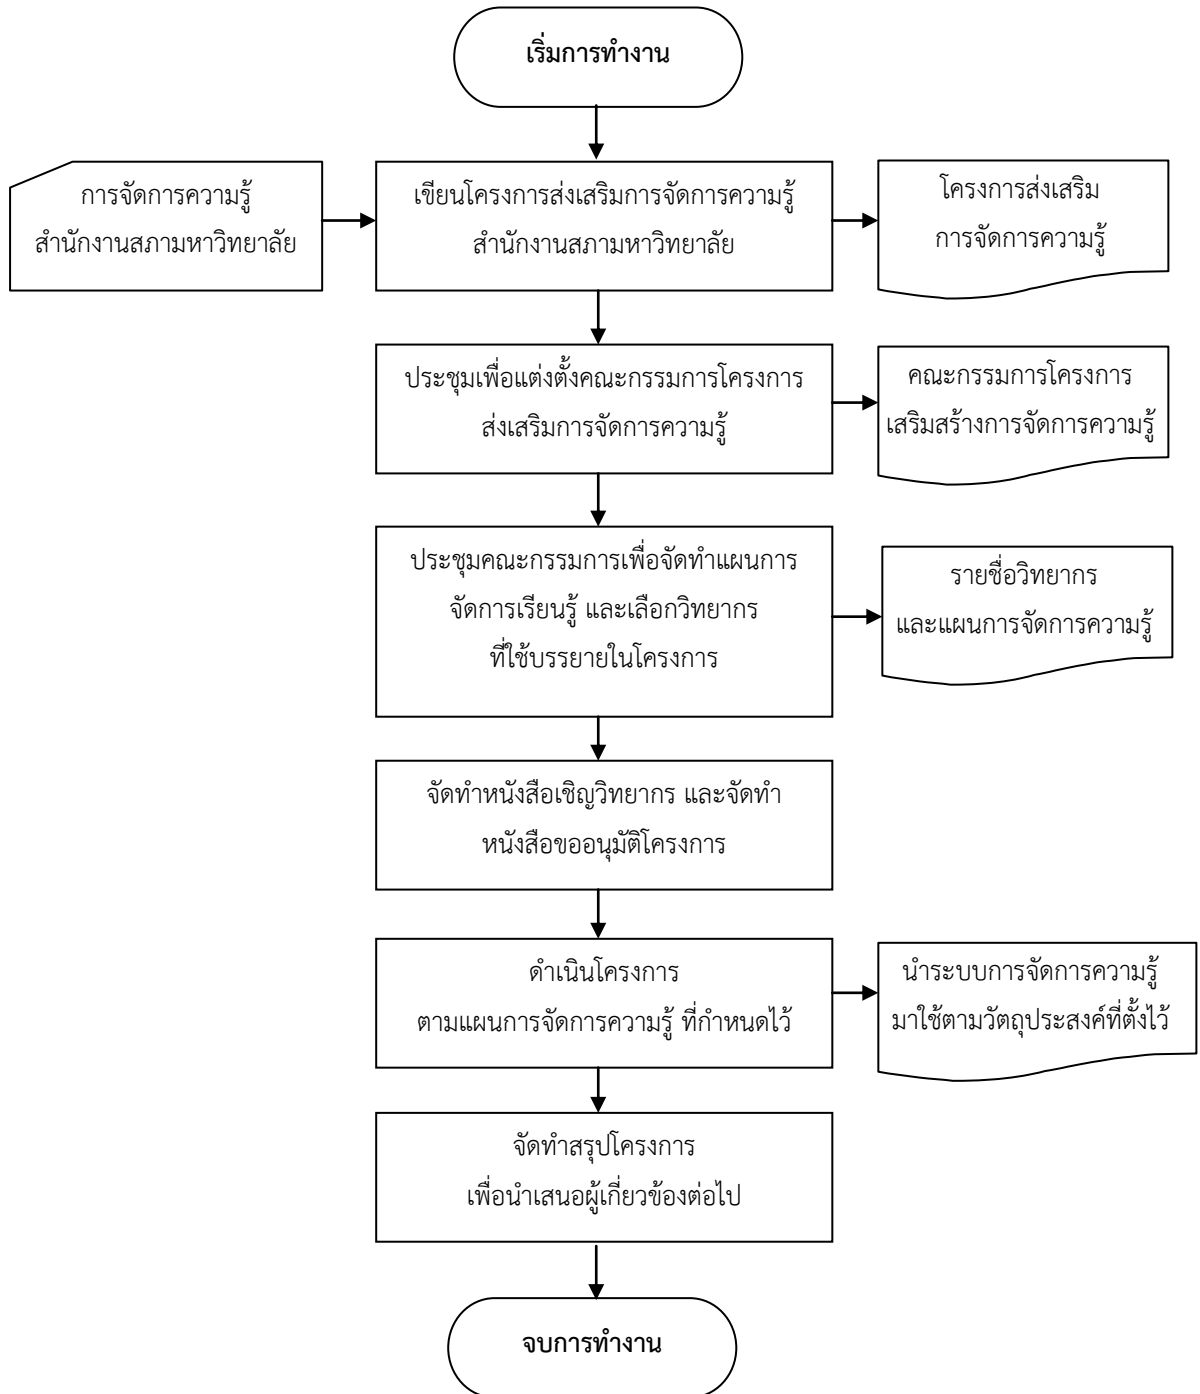 เริ่มการทำงาน
การจัดการความรู้
สำนักงานสภามหาวิทยาลัย
เขียนโครงการส่งเสริมการจัดการความรู้
สำนักงานสภามหาวิทยาลัย
โครงการส่งเสริม
การจัดการความรู้
ประชุมเพื่อแต่งตั้งคณะกรรมการโครงการ
ส่งเสริมการจัดการความรู้
คณะกรรมการโครงการ
เสริมสร้างการจัดการความรู้
ประชุมคณะกรรมการเพื่อจัดทำแผนการ
จัดการเรียนรู้ และเลือกวิทยากร
ที่ใช้บรรยายในโครงการ
รายชื่อวิทยากร
และแผนการจัดการความรู้
จัดทำหนังสือเชิญวิทยากร และจัดทำ
หนังสือขออนุมัติโครงการ
ดำเนินโครงการ
ตามแผนการจัดการความรู้ ที่กำหนดไว้
นำระบบการจัดการความรู้
มาใช้ตามวัตถุประสงค์ที่ตั้งไว้
จัดทำสรุปโครงการ
เพื่อนำเสนอผู้เกี่ยวข้องต่อไป
จบการทำงาน